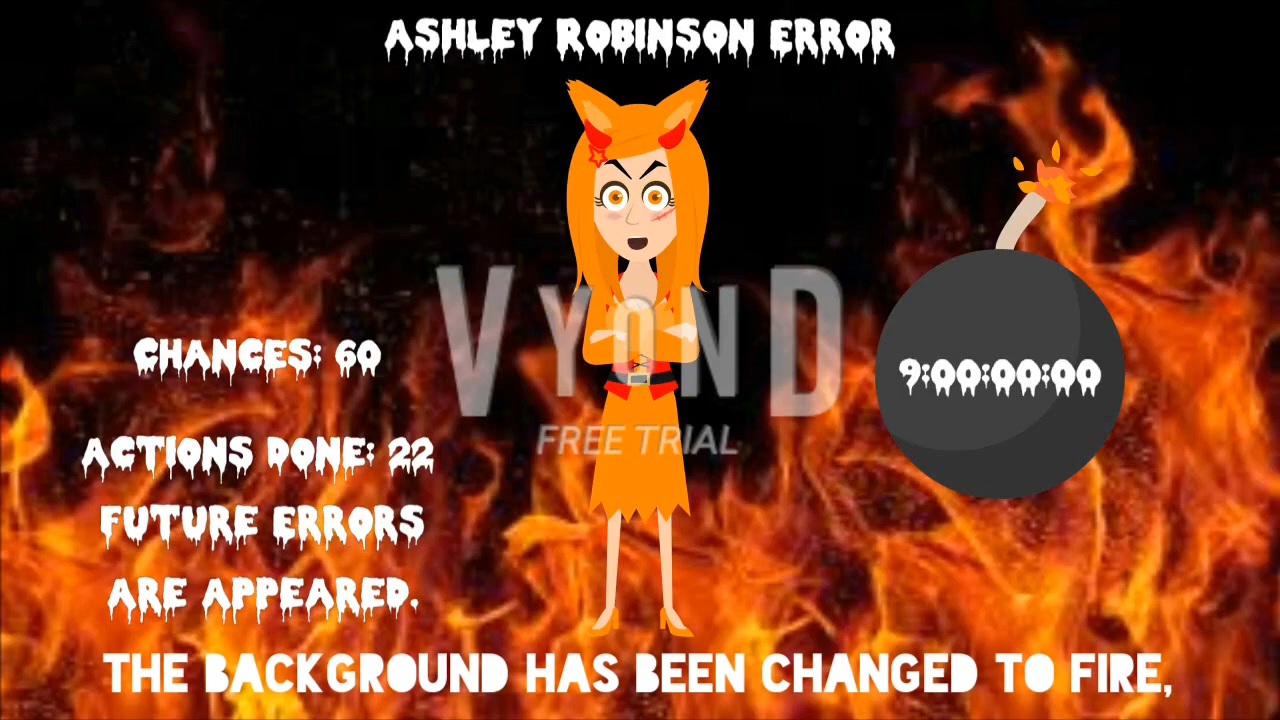 ASHLEY ROBINSON ERROR
VYOND
FREE TRIAL
CHANGES: 60
9:00:00:00
ACTIONS DONE: 22
FUTURE ERRORS
ARE APPEARED.
THE BACKGROUND HAS BEEN CHANGED TO FIRE,